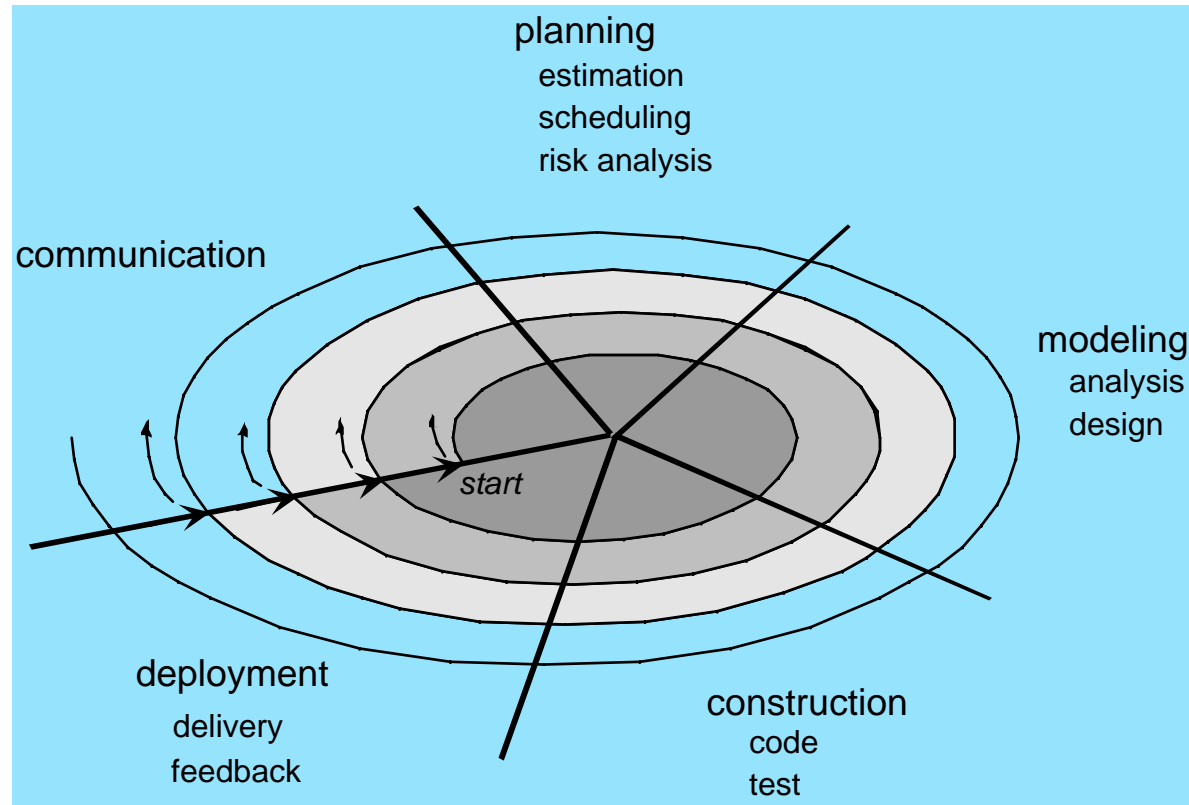 planning
estimation
scheduling
risk analysis
communication
modeling
analysis
design
start
deployment
delivery
feedback
construction
code
test